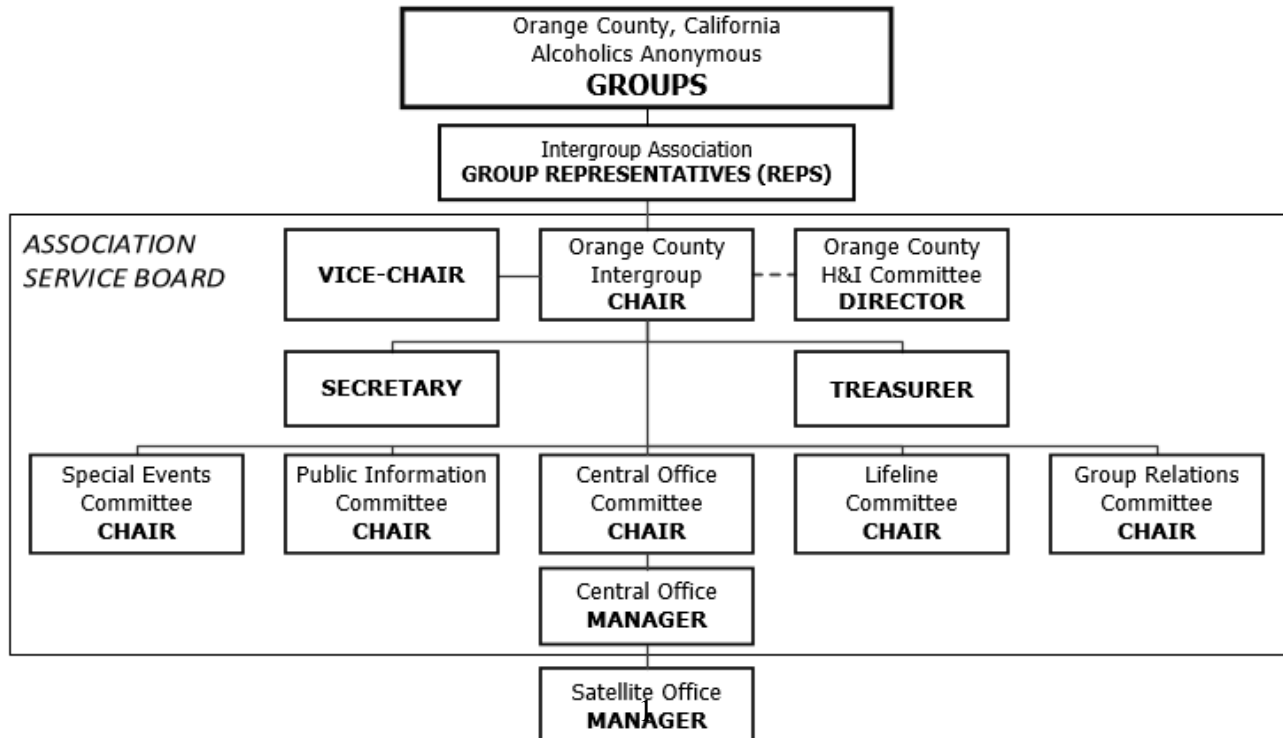 Orange County, California
Alcoholics Anonymous
GROUPS
Intergroup Association
GROUP REPRESENTATIVES (REPS)
ASSOCIATION
SERVICE BOARD
VICE-CHAIR
Orange County
Intergroup
CHAIR
Orange County
H&I Committee
DIRECTOR
SECRETARY
TREASURER
Special Events
Committee
CHAIR
Public Information
Committee
CHAIR
Central Office
Committee
CHAIR
Lifeline
Committee
CHAIR
Group Relations
Committee
CHAIR
Central Office
MANAGER
Satellite Office
1
MANAGER